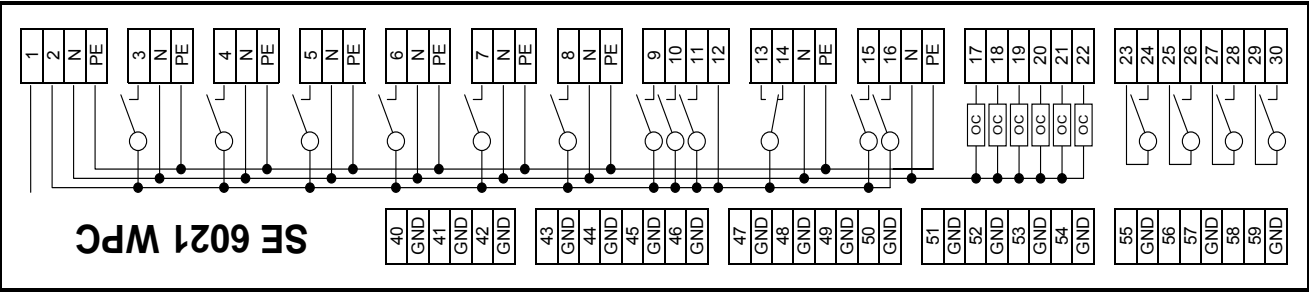 1 2 N PE 3 N PE 4 N PE 5 N PE 6 N PE 7 N PE 8 N PE 9 10 11 12 13 14 N PE 15 16 N PE 17 18 19 20 21 22 23 24 25 26 27 28 29 30
OC OC OC OC OC OC
SE 6021 WPC
40 GND 41 GND 42 GND 43 GND 44 GND 45 GND 46 GND 47 GND 48 GND 49 GND 50 GND 51 GND 52 GND 53 GND 54 GND 55 GND 56 57 GND 58 59 GND